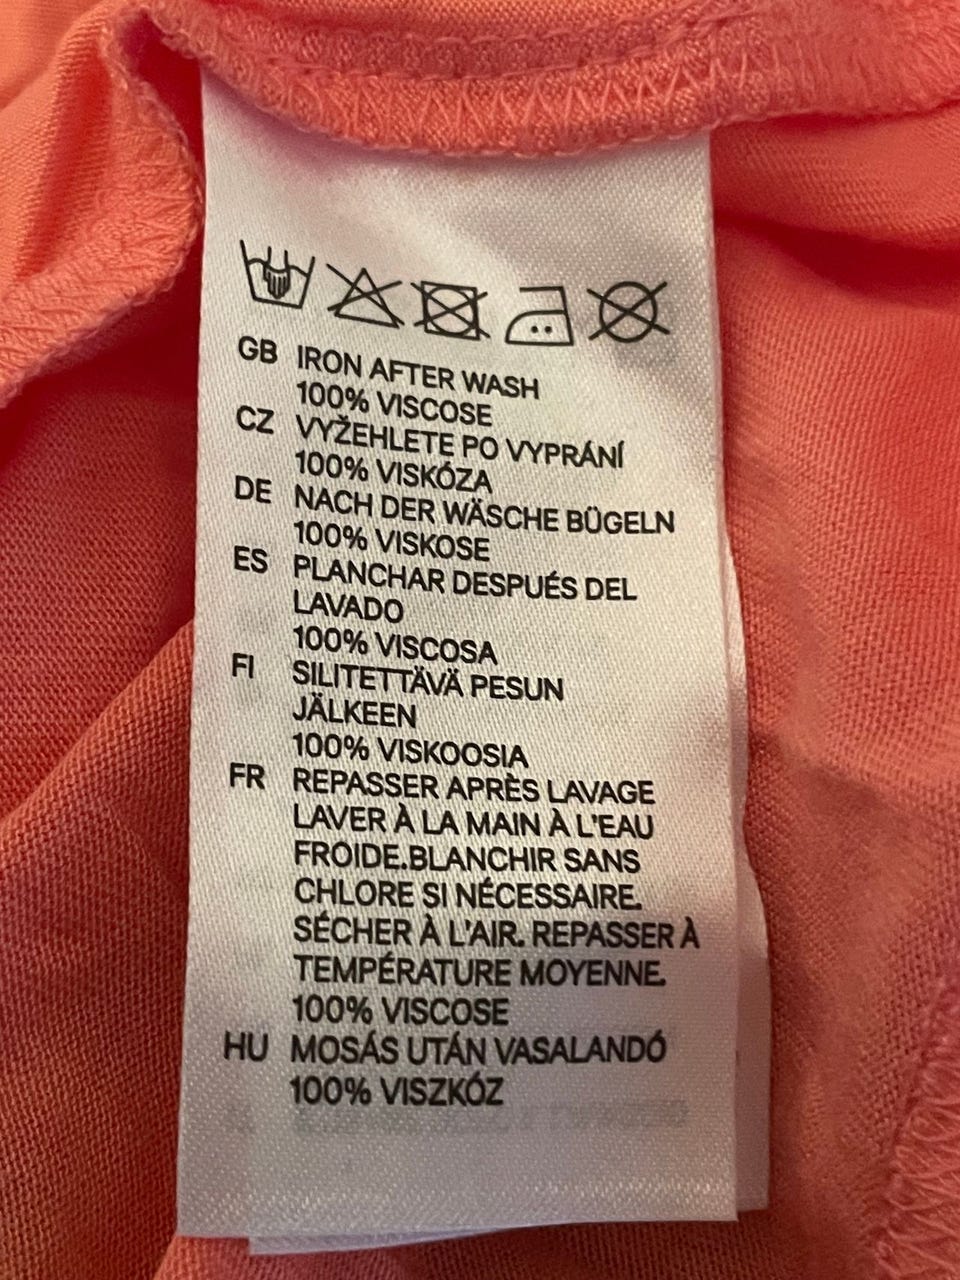 GB IRON AFTER WASH
100% VISCOSE
CZ VYŽEHLETE PO VYPRÁNÍ
100% VISKÓZA
DE NACH DER WÄSCHE BÜGELN
100% VISKOSE
ES PLANCHAR DESPUÉS DEL
LAVADO
100% VISCOSA
FI SILITETTÄVÄ PESUN
JÄLKEEN
100% VISKOOSIA
FR REPASSER APRÈS LAVAGE
LAVER À LA MAIN À L'EAU
FROIDE.BLANCHIR SANS
CHLORE SI NÉCESSAIRE.
SÉCHER À L'AIR. REPASSER À
TEMPÉRATURE MOYENNE.
100% VISCOSE
HU MOSÁS UTÁN VASALANDÓ
100% VISZKÓZ